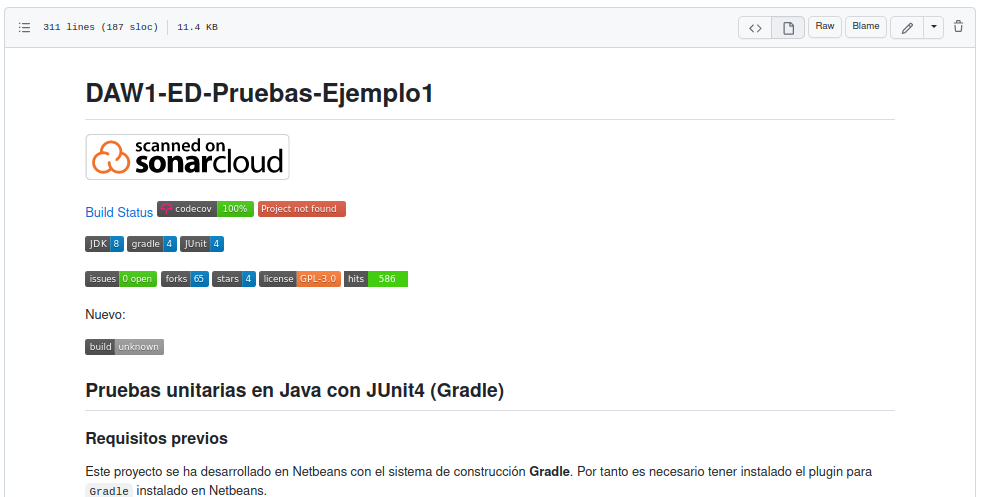 311 lines (187 sloc) 11.4 KB
Raw Blame
DAW1-ED-Pruebas-Ejemplo1
scanned on
sonarcloud
Build Status codecov 100% Project not found
JDK 8 gradle 4 JUnit 4
issues 0 open forks 65 stars 4 license GPL-3.0 hits 586
Nuevo:
build unknown
Pruebas unitarias en Java con JUnit4 (Gradle)
Requisitos previos
Este proyecto se ha desarrollado en Netbeans con el sistema de construcción Gradle. Por tanto es necesario tener instalado el plugin para
Gradle instalado en Netbeans.